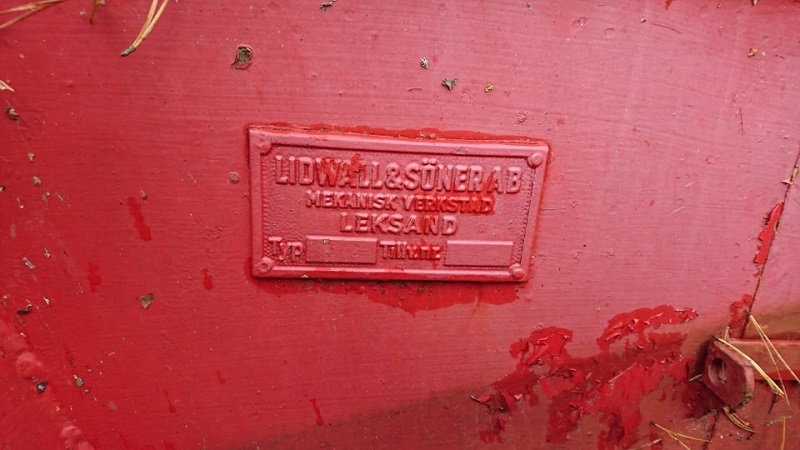 LIDWALL & SÖNER AB
MEKANISK VERKSTAD
LEKSAND
Typ Tillv.nr